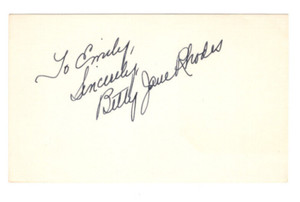 To Emily,
Sincerely,
Betty Jane Rhodes